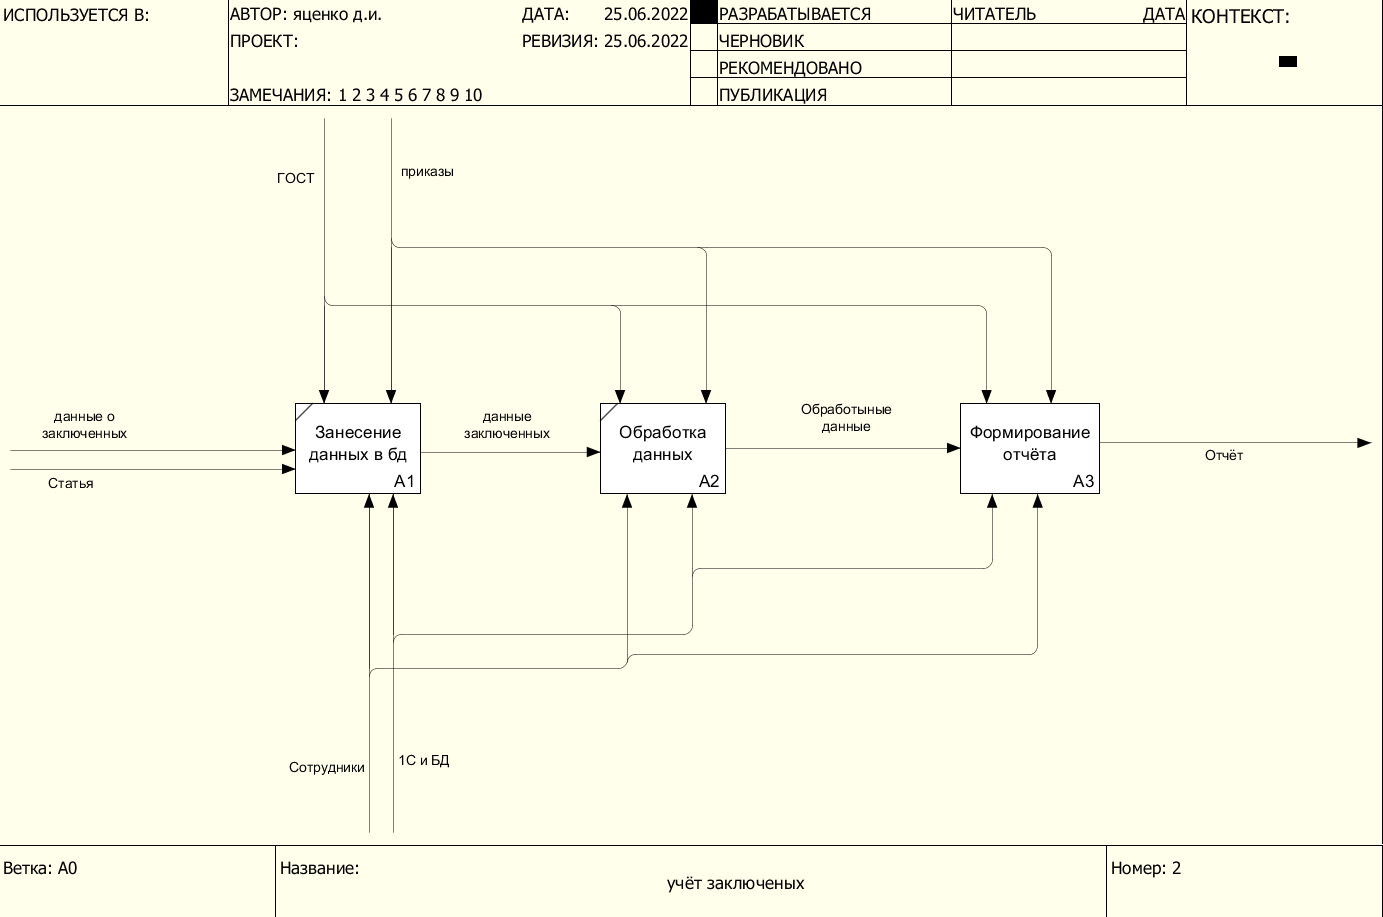 ИСПОЛЬЗУЕТСЯ В:
АВТОР: яценко д.и.
ДАТА: 25.06.2022
ПРОЕКТ:
РЕВИЗИЯ: 25.06.2022
ЗАМЕЧАНИЯ: 1 2 3 4 5 6 7 8 9 10
РАЗРАБАТЫВАЕТСЯ
ЧЕРНОВИК
РЕКОМЕНДОВАНО
ПУБЛИКАЦИЯ
ЧИТАТЕЛЬ
ДАТА
КОНТЕКСТ:
ГОСТ
приказы
данные о
заключенных
Статья
Занесение
данных в бд
A1
данные
заключенных
Обработка
данных
A2
Обработыные
данные
Формирование
отчёта
A3
Отчёт
Сотрудники
1С и БД
Ветка: A0
Название:
учёт заключеных
Номер: 2